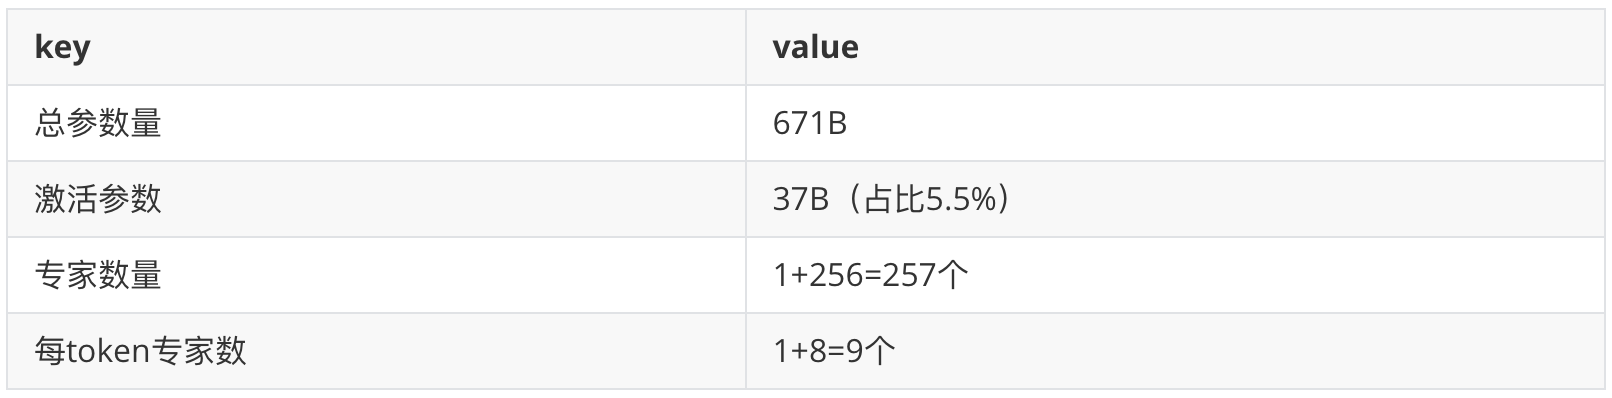 key value
总参数量 671B
激活参数 37B（占比5.5%）
专家数量 1+256=257个
每token专家数 1+8=9个